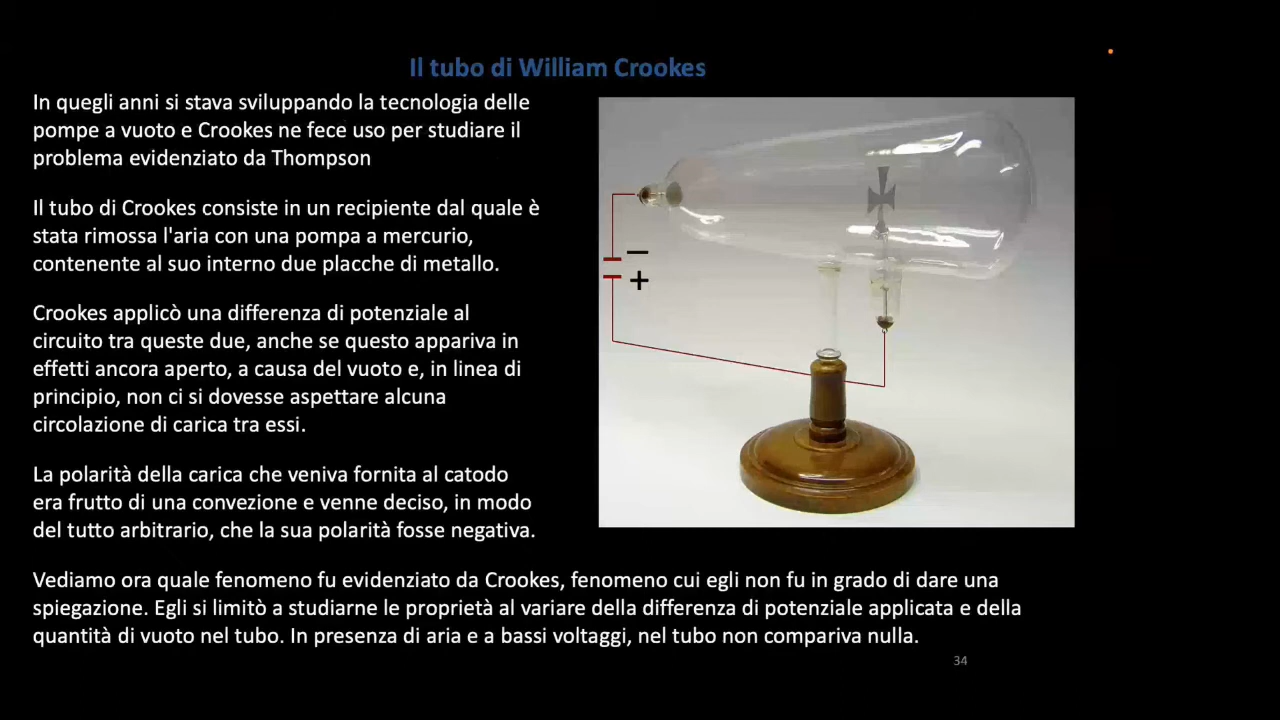 Il tubo di William Crookes
In quegli anni si stava sviluppando la tecnologia delle
pompe a vuoto e Crookes ne fece uso per studiare il
problema evidenziato da Thompson
Il tubo di Crookes consiste in un recipiente dal quale è
stata rimossa l'aria con una pompa a mercurio,
contenente al suo interno due placche di metallo.
Crookes applicò una differenza di potenziale al
circuito tra queste due, anche se questo appariva in
effetti ancora aperto, a causa del vuoto e, in linea di
principio, non ci si dovesse aspettare alcuna
circolazione di carica tra essi.
La polarità della carica che veniva fornita al catodo
era frutto di una convezione e venne deciso, in modo
del tutto arbitrario, che la sua polarità fosse negativa.
−
+
Vediamo ora quale fenomeno fu evidenziato da Crookes, fenomeno cui egli non fu in grado di dare una
spiegazione. Egli si limitò a studiarne le proprietà al variare della differenza di potenziale applicata e della
quantità di vuoto nel tubo. In presenza di aria e a bassi voltaggi, nel tubo non compariva nulla.
34